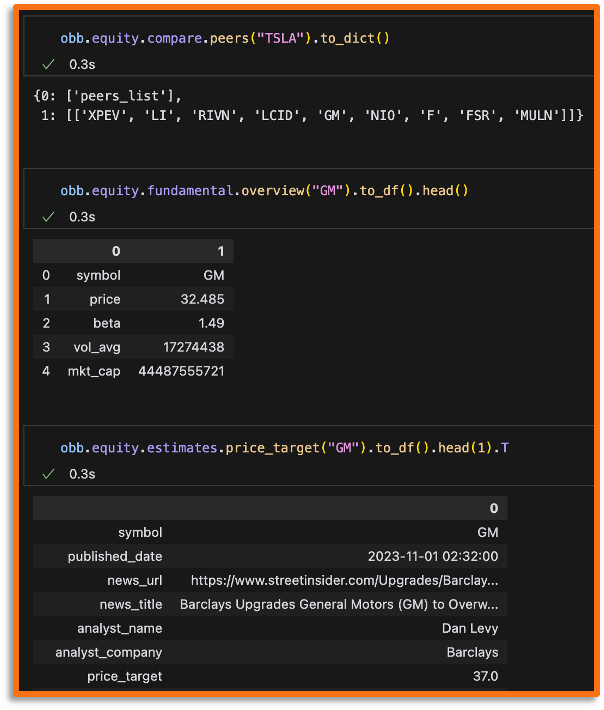 obb.equity.compare.peers("TSLA").to_dict()
✓ 0.3s
{0: ['peers_list'],
1: [['XPEV', 'LI', 'RIVN', 'LCID', 'GM', 'NIO', 'F', 'FSR', 'MULN']]}
obb.equity.fundamental.overview("GM").to_df().head()
✓ 0.3s
0 1
0 symbol GM
1 price 32.485
2 beta 1.49
3 vol_avg 17274438
4 mkt_cap 44487555721
obb.equity.estimates.price_target("GM").to_df().head(1).T
✓ 0.3s
0
symbol GM
published_date 2023-11-01 02:32:00
news_url https://www.streetinsider.com/Upgrades/Barclay...
news_title Barclays Upgrades General Motors (GM) to Overw...
analyst_name Dan Levy
analyst_company Barclays
price_target 37.0